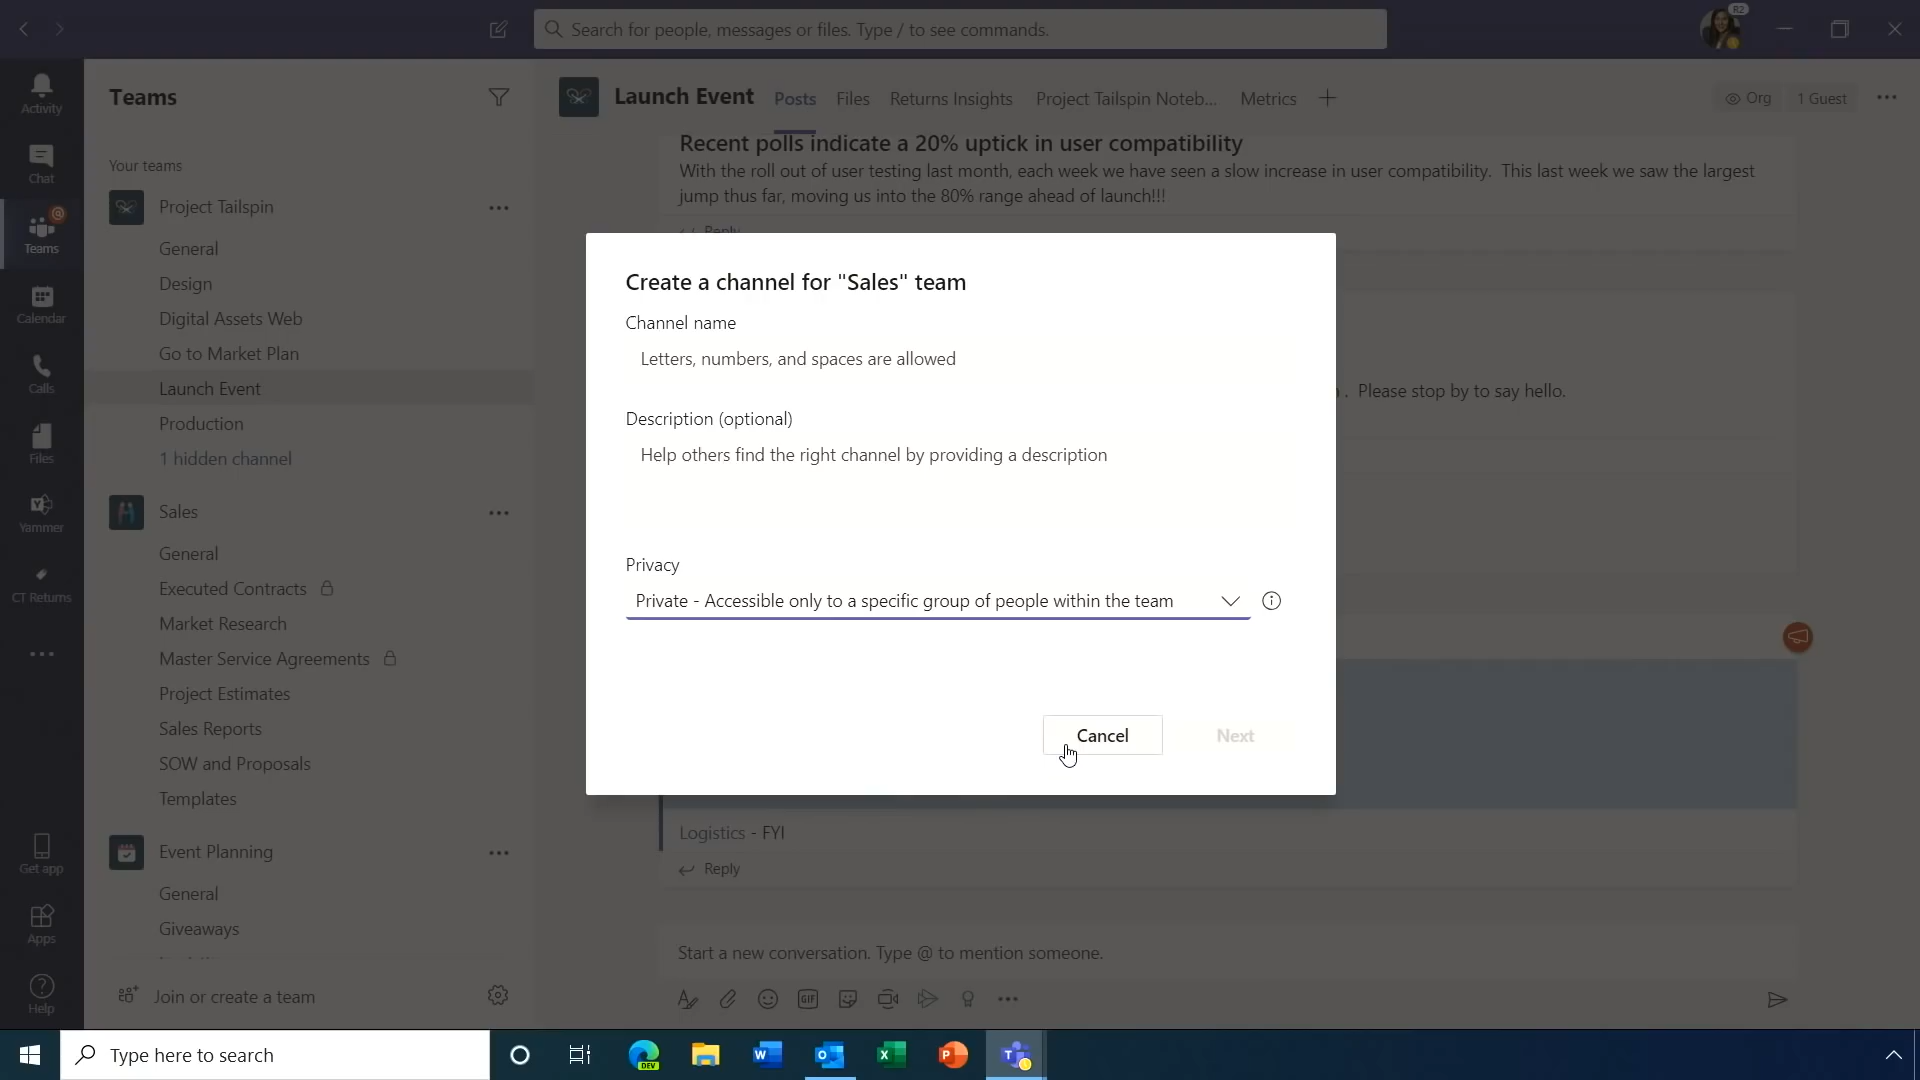 Search for people, messages or files. Type / to see commands.
R2
Activity
Chat
Teams
Calendar
Calls
Files
Yammer
CT Returns
Get app
Apps
Help
Teams
Your teams
Project Tailspin
General
Design
Digital Assets Web
Go to Market Plan
Launch Event
Production
1 hidden channel
Sales
General
Executed Contracts
Market Research
Master Service Agreements
Project Estimates
Sales Reports
SOW and Proposals
Templates
Event Planning
General
Giveaways
Join or create a team
Launch Event
Posts
Files
Returns Insights
Project Tailspin Noteb...
Metrics
Org
1 Guest
Recent polls indicate a 20% uptick in user compatibility
With the roll out of user testing last month, each week we have seen a slow increase in user compatibility. This last week we saw the largest
jump thus far, moving us into the 80% range ahead of launch!!!
Reply
Create a channel for "Sales" team
Channel name
Letters, numbers, and spaces are allowed
Description (optional)
Help others find the right channel by providing a description
Privacy
Private - Accessible only to a specific group of people within the team
Cancel
Next
. Please stop by to say hello.
Logistics - FYI
Reply
Start a new conversation. Type @ to mention someone.
GIF
Type here to search
DEV